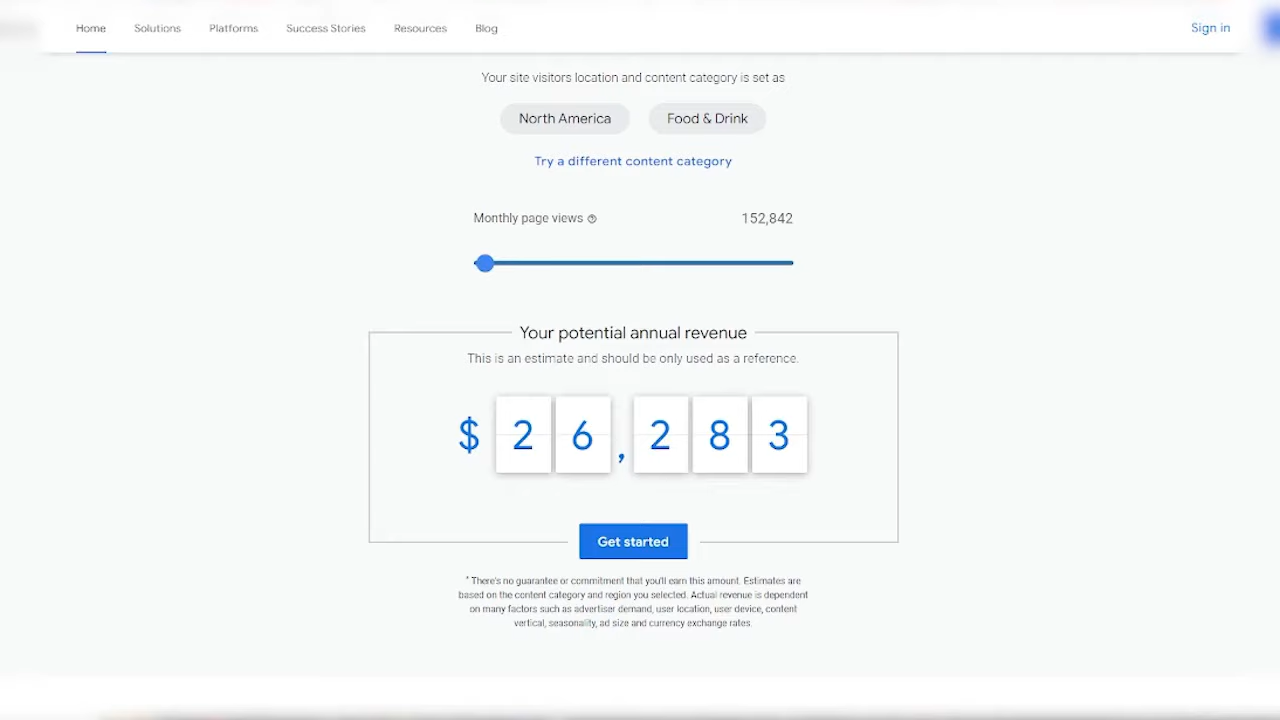 Home Solutions Platforms Success Stories Resources Blog Sign in
Your site visitors location and content category is set as
North America Food & Drink
Try a different content category
Monthly page views 152,842
Your potential annual revenue
This is an estimate and should be only used as a reference.
$ 26,283
Get started
* There's no guarantee or commitment that you'll earn this amount. Estimates are
based on the content category and region you selected. Actual revenue is dependent
on many factors such as advertiser demand, user location, user device, content
vertical, seasonality, ad size and currency exchange rates.